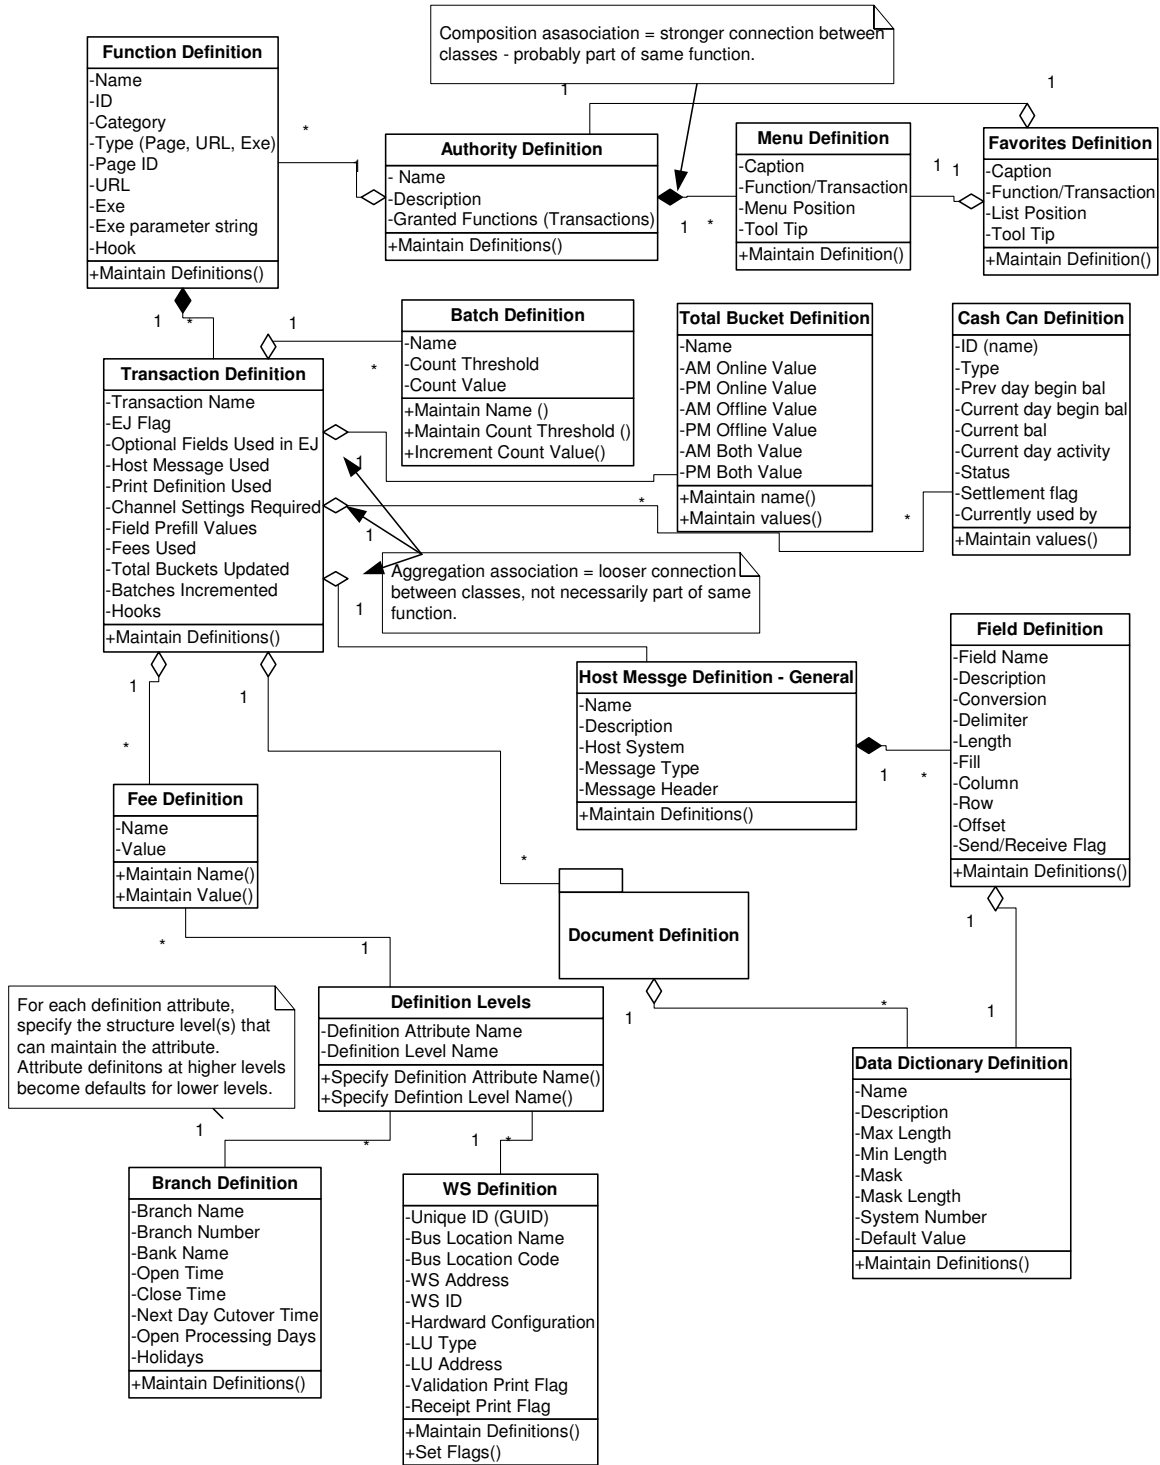 Composition asasociation = stronger connection between
classes - probably part of same function.
Function Definition
-Name
-ID
-Category
-Type (Page, URL, Exe)
-Page ID
-URL
-Exe
-Exe parameter string
-Hook
+Maintain Definitions()
*
1
Authority Definition
- Name
-Description
-Granted Functions (Transactions)
+Maintain Definitions()
1
1
1
*
Menu Definition
-Caption
-Function/Transaction
-Menu Position
-Tool Tip
+Maintain Definition()
1
1
Favorites Definition
-Caption
-Function/Transaction
-List Position
-Tool Tip
+Maintain Definition()
1
*
Transaction Definition
-Transaction Name
-EJ Flag
-Optional Fields Used in EJ
-Host Message Used
-Print Definition Used
-Channel Settings Required
-Field Prefill Values
-Fees Used
-Total Buckets Updated
-Batches Incremented
-Hooks
+Maintain Definitions()
1
*
Batch Definition
-Name
-Count Threshold
-Count Value
+Maintain Name ()
+Maintain Count Threshold ()
+Increment Count Value()
1
*
Total Bucket Definition
-Name
-AM Online Value
-PM Online Value
-AM Offline Value
-PM Offline Value
-AM Both Value
-PM Both Value
+Maintain name()
+Maintain values()
1
*
Cash Can Definition
-ID (name)
-Type
-Prev day begin bal
-Current day begin bal
-Current bal
-Current day activity
-Status
-Settlement flag
-Currently used by
+Maintain values()
Aggregation association = looser connection
between classes, not necessarily part of same
function.
1
Host Messge Definition - General
-Name
-Description
-Host System
-Message Type
-Message Header
+Maintain Definitions()
1
*
Field Definition
-Field Name
-Description
-Conversion
-Delimiter
-Length
-Fill
-Column
-Row
-Offset
-Send/Receive Flag
+Maintain Definitions()
1
1
1
*
Fee Definition
-Name
-Value
+Maintain Name()
+Maintain Value()
1
*
Document Definition
*
1
1
*
For each definition attribute,
specify the structure level(s) that
can maintain the attribute.
Attribute definitons at higher levels
become defaults for lower levels.
Definition Levels
-Definition Attribute Name
-Definition Level Name
+Specify Definition Attribute Name()
+Specify Defintion Level Name()
Data Dictionary Definition
-Name
-Description
-Max Length
-Min Length
-Mask
-Mask Length
-System Number
-Default Value
+Maintain Definitions()
1
*
1
*
Branch Definition
-Branch Name
-Branch Number
-Bank Name
-Open Time
-Close Time
-Next Day Cutover Time
-Open Processing Days
-Holidays
+Maintain Definitions()
WS Definition
-Unique ID (GUID)
-Bus Location Name
-Bus Location Code
-WS Address
-WS ID
-Hardward Configuration
-LU Type
-LU Address
-Validation Print Flag
-Receipt Print Flag
+Maintain Definitions()
+Set Flags()